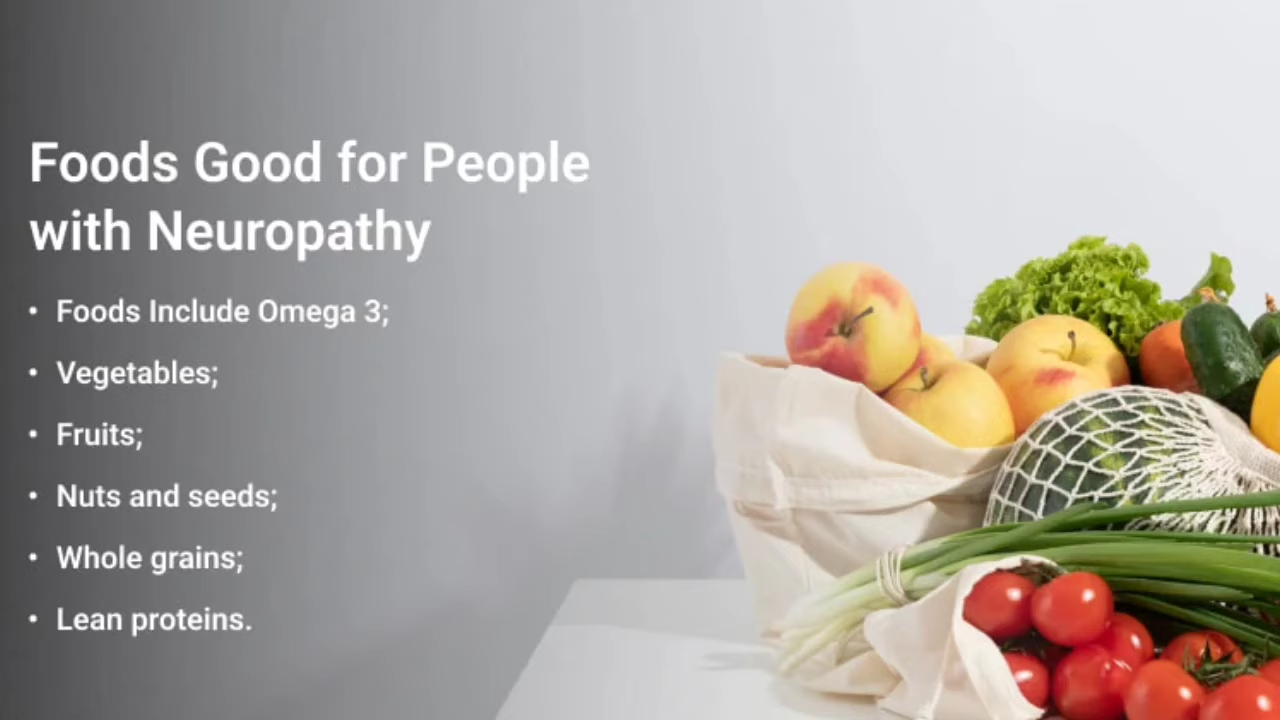 Foods Good for People
with Neuropathy
• Foods Include Omega 3;
• Vegetables;
• Fruits;
• Nuts and seeds;
• Whole grains;
• Lean proteins.